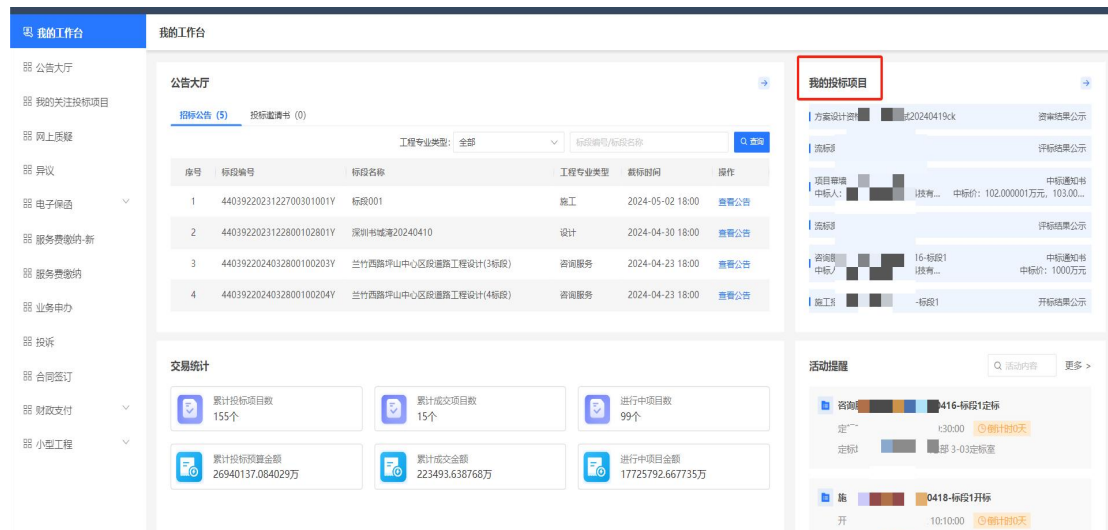 我的工作台
公告大厅
我的关注投标项目
网上质疑
异议
电子保函
服务费缴纳-新
服务费缴纳
业务申办
投诉
合同签订
财政支付
小型工程
我的工作台
公告大厅
招标公告 (5) 投标邀请书 (0)
工程专业类型: 全部 标段编号/标段名称 查询
序号 标段编号 标段名称 工程专业类型 截标时间 操作
1 4403922023122700301001Y 标段001 施工 2024-05-02 18:00 查看公告
2 4403922023122800102801Y 深圳书城湾20240410 设计 2024-04-30 18:00 查看公告
3 4403922024032800100203Y 兰竹西路坪山中心区段道路工程设计(3标段) 咨询服务 2024-04-23 18:00 查看公告
4 4403922024032800100204Y 兰竹西路坪山中心区段道路工程设计(4标段) 咨询服务 2024-04-23 18:00 查看公告
我的投标项目
方案设计资 20240419ck 资审结果公示
流标 评标结果公示
项目幕墙 中标通知书
中标人: 技有... 中标价: 102.000001万元, 103.00...
流标 评标结果公示
咨询 16-标段1 中标通知书
中标 技有... 中标价: 1000万元
施工 -标段1 开标结果公示
交易统计
累计投标项目数
155个
累计成交项目数
15个
进行中项目数
99个
累计投标预算金额
26940137.084029万
累计成交金额
223493.638768万
进行中项目金额
17725792.667735万
活动提醒 活动内容 更多 >
咨询 0416-标段1定标
定 :30:00 倒计时0天
定标 部 3-03定标室
施 0418-标段1开标
开 10:10:00 倒计时0天